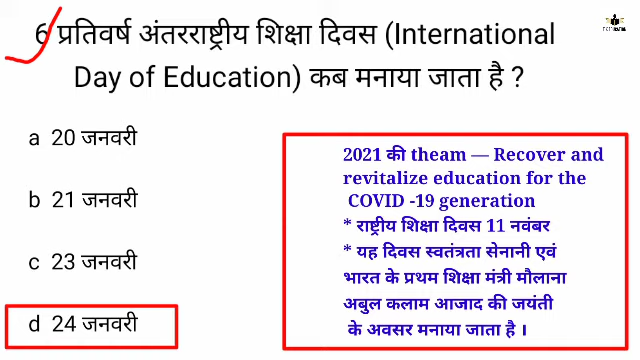 6 प्रतिवर्ष अंतरराष्ट्रीय शिक्षा दिवस (International
Day of Education) कब मनाया जाता है ?
a 20 जनवरी
b 21 जनवरी
c 23 जनवरी
d 24 जनवरी
2021 की theam — Recover and
revitalize education for the
COVID -19 generation
* राष्ट्रीय शिक्षा दिवस 11 नवंबर
* यह दिवस स्वतंत्रता सेनानी एवं
भारत के प्रथम शिक्षा मंत्री मौलाना
अबुल कलाम आजाद की जयंती
के अवसर मनाया जाता है ।